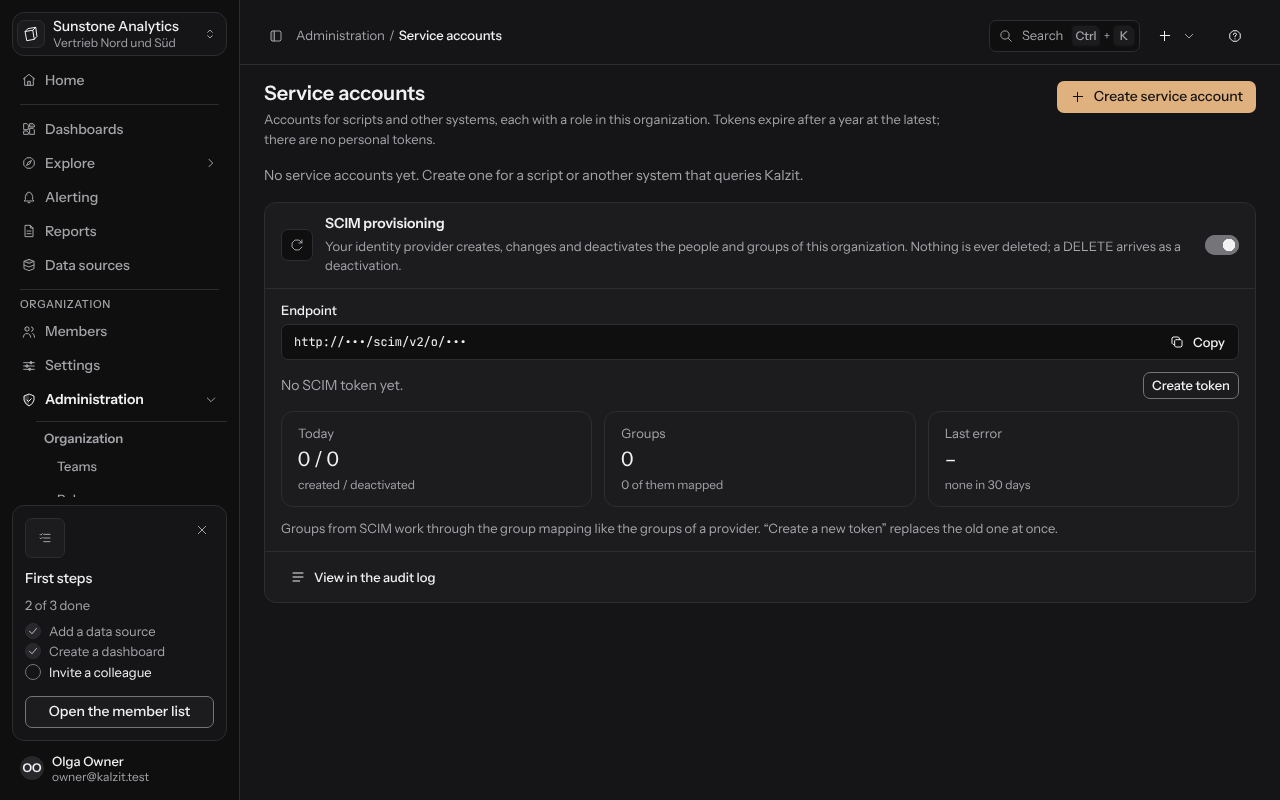 Sunstone Analytics
Vertrieb Nord und Süd
Home
Dashboards
Explore
Alerting
Reports
Data sources
ORGANIZATION
Members
Settings
Administration
Organization
Teams
First steps
2 of 3 done
Add a data source
Create a dashboard
Invite a colleague
Open the member list
OO
Olga Owner
owner@kalzit.test
Administration / Service accounts
Search Ctrl + K
Service accounts
Create service account
Accounts for scripts and other systems, each with a role in this organization. Tokens expire after a year at the latest;
there are no personal tokens.
No service accounts yet. Create one for a script or another system that queries Kalzit.
SCIM provisioning
Your identity provider creates, changes and deactivates the people and groups of this organization. Nothing is ever deleted; a DELETE arrives as a
deactivation.
Endpoint
http://•••/scim/v2/o/•••
Copy
No SCIM token yet.
Create token
Today
0 / 0
created / deactivated
Groups
0
0 of them mapped
Last error
–
none in 30 days
Groups from SCIM work through the group mapping like the groups of a provider. “Create a new token” replaces the old one at once.
View in the audit log